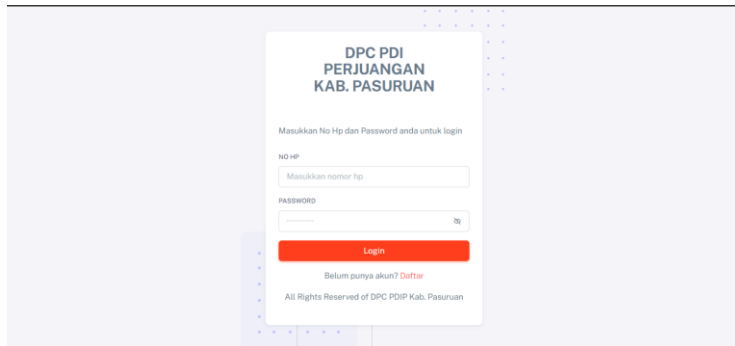 DPC PDI
PERJUANGAN
KAB. PASURUAN
Masukkan No Hp dan Password anda untuk login
NO HP
Masukkan nomor hp
PASSWORD
Login
Belum punya akun? Daftar
All Rights Reserved of DPC PDIP Kab. Pasuruan